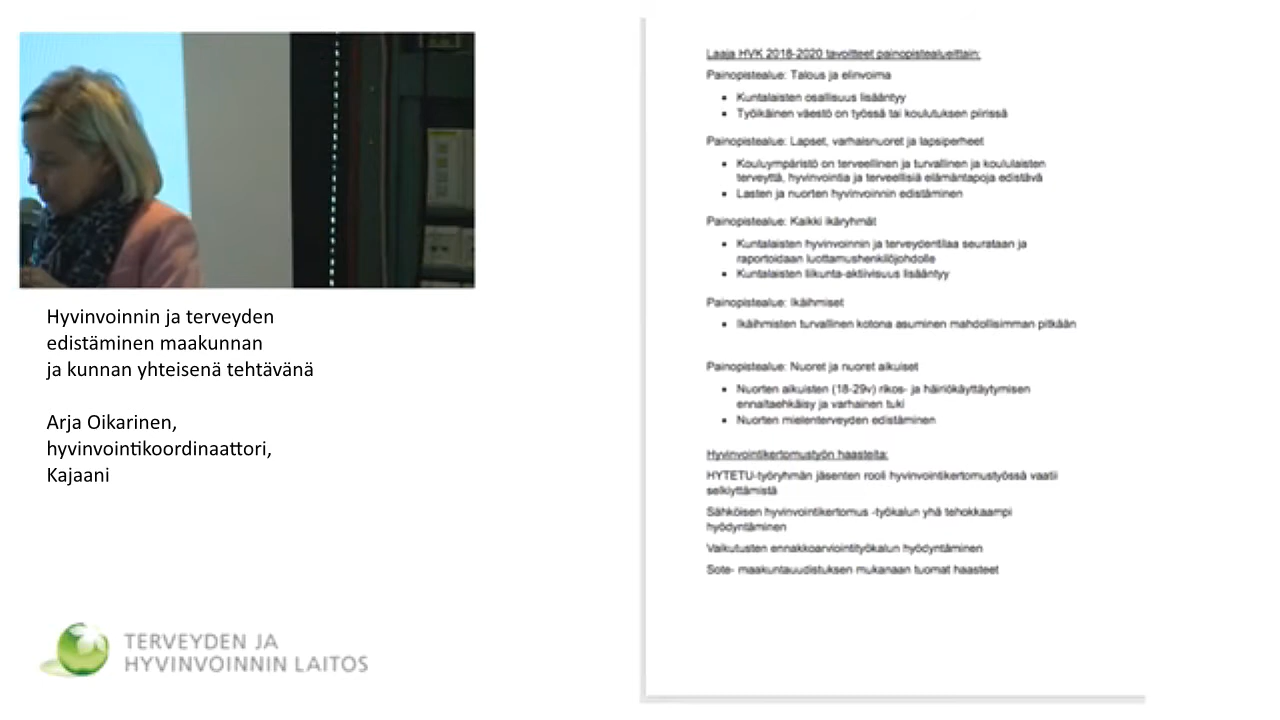 Hyvinvoinnin ja terveyden
edistäminen maakunnan
ja kunnan yhteisenä tehtävänä
Arja Oikarinen,
hyvinvointikoordinaattori,
Kajaani
TERVEYDEN JA
HYVINVOINNIN LAITOS
Laaja HVK 2018-2020 tavoitteet painopistealueittain:
Painopistealue: Talous ja elinvoima
• Kuntalaisten osallisuus lisääntyy
• Työikäinen väestö on työssä tai koulutuksen piirissä
Painopistealue: Lapset, varhaisnuoret ja lapsiperheet
• Kouluympäristö on terveellinen ja turvallinen ja koululaisten
terveyttä, hyvinvointia ja terveellisiä elämäntapoja edistävä
• Lasten ja nuorten hyvinvoinnin edistäminen
Painopistealue: Kaikki ikäryhmät
• Kuntalaisten hyvinvoinnin ja terveydentilaa seurataan ja
raportoidaan luottamushenkilöjohdolle
• Kuntalaisten liikunta-aktiivisuus lisääntyy
Painopistealue: Ikäihmiset
• Ikäihmisten turvallinen kotona asuminen mahdollisimman pitkään
Painopistealue: Nuoret ja nuoret aikuiset
• Nuorten aikuisten (18-29v) rikos- ja häiriökäyttäytymisen
ennaltaehkäisy ja varhainen tuki
• Nuorten mielenterveyden edistäminen
Hyvinvointikertomustyön haasteita:
HYTETU-työryhmän jäsenten rooli hyvinvointikertomustyössä vaatii
selkiyttämistä
Sähköisen hyvinvointikertomus -työkalun yhä tehokkaampi
hyödyntäminen
Vaikutusten ennakkoarviointityökalun hyödyntäminen
Sote- maakuntauudistuksen mukanaan tuomat haasteet